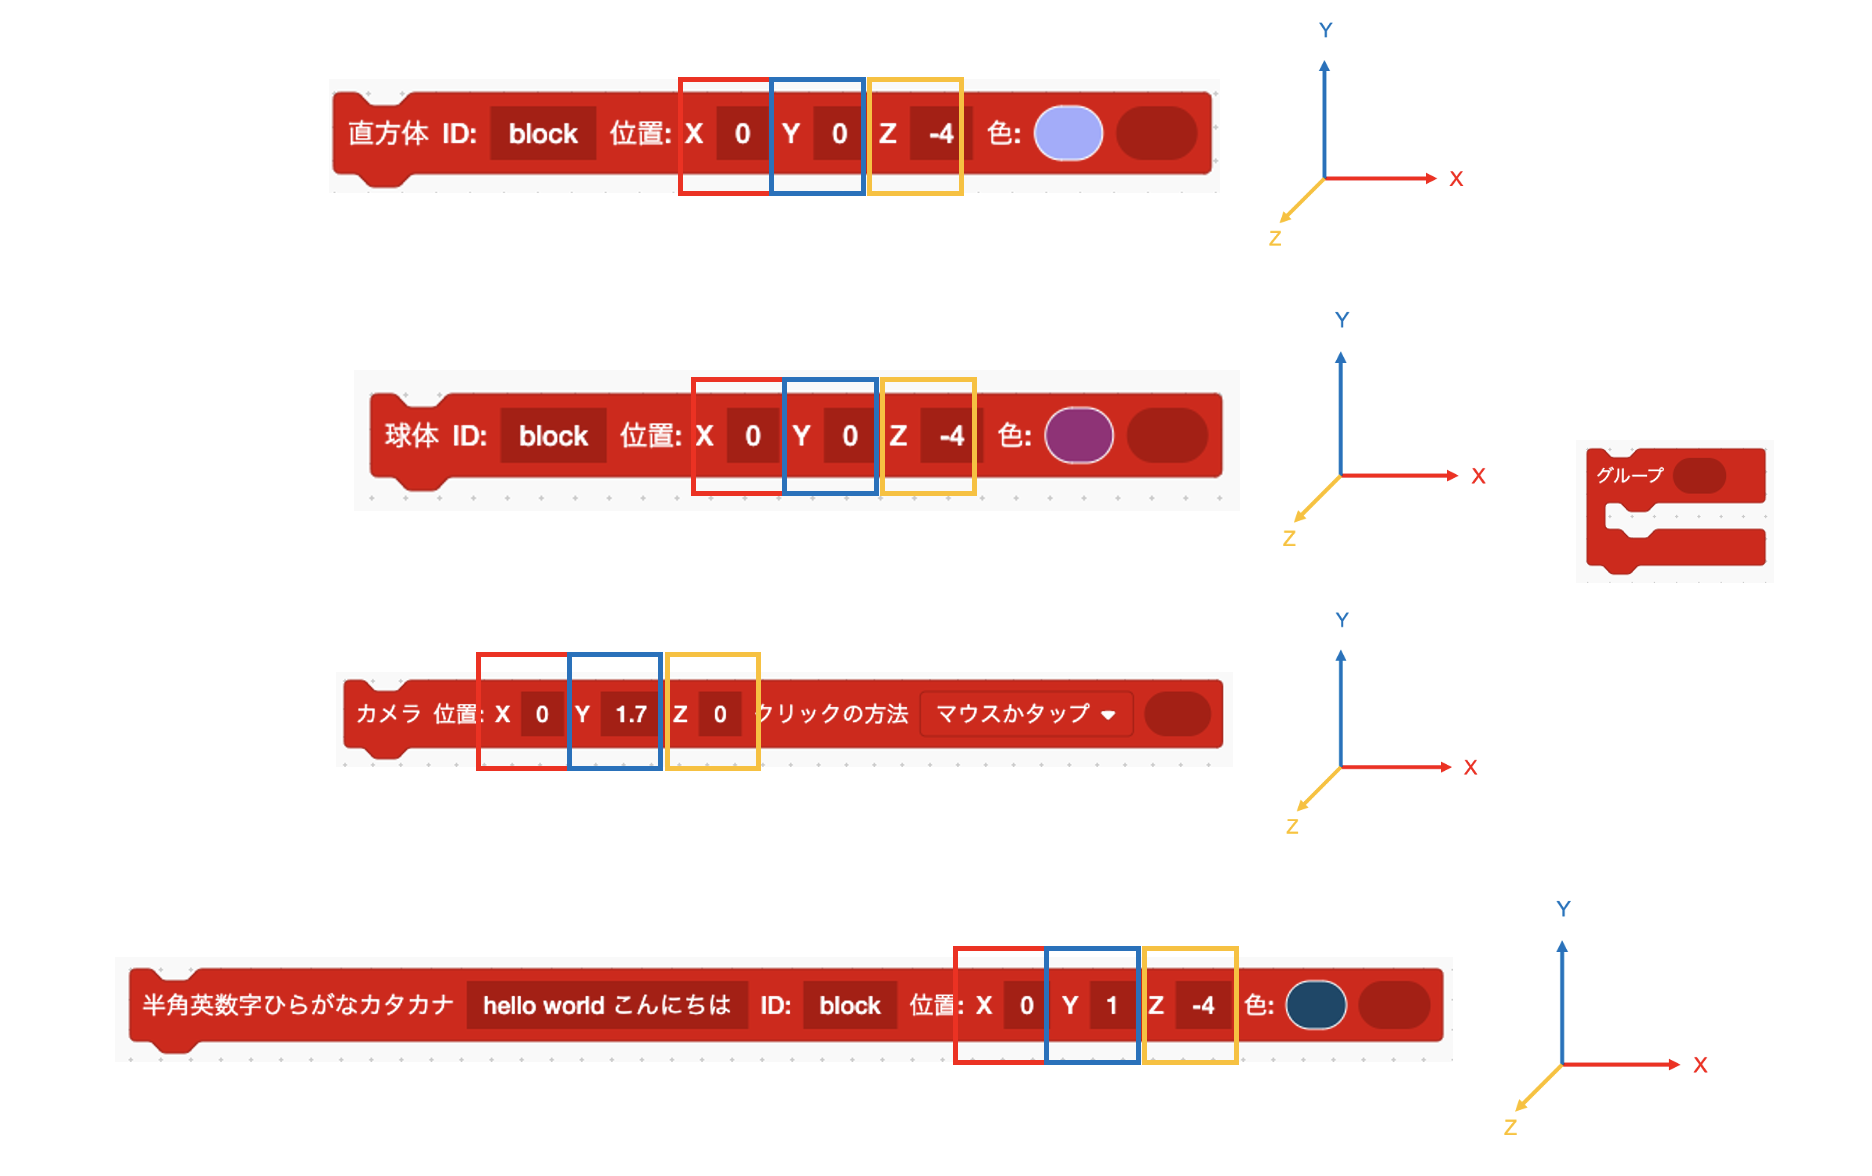 Y
直方体 ID: block 位置: X 0 Y 0 Z -4 色:
X
Z
Y
球体 ID: block 位置: X 0 Y 0 Z -4 色:
X
グループ
Z
Y
カメラ 位置: X 0 Y 1.7 Z 0 クリックの方法 マウスかタップ
X
Z
Y
半角英数字ひらがなカタカナ hello world こんにちは ID: block 位置: X 0 Y 1 Z -4 色:
X
Z